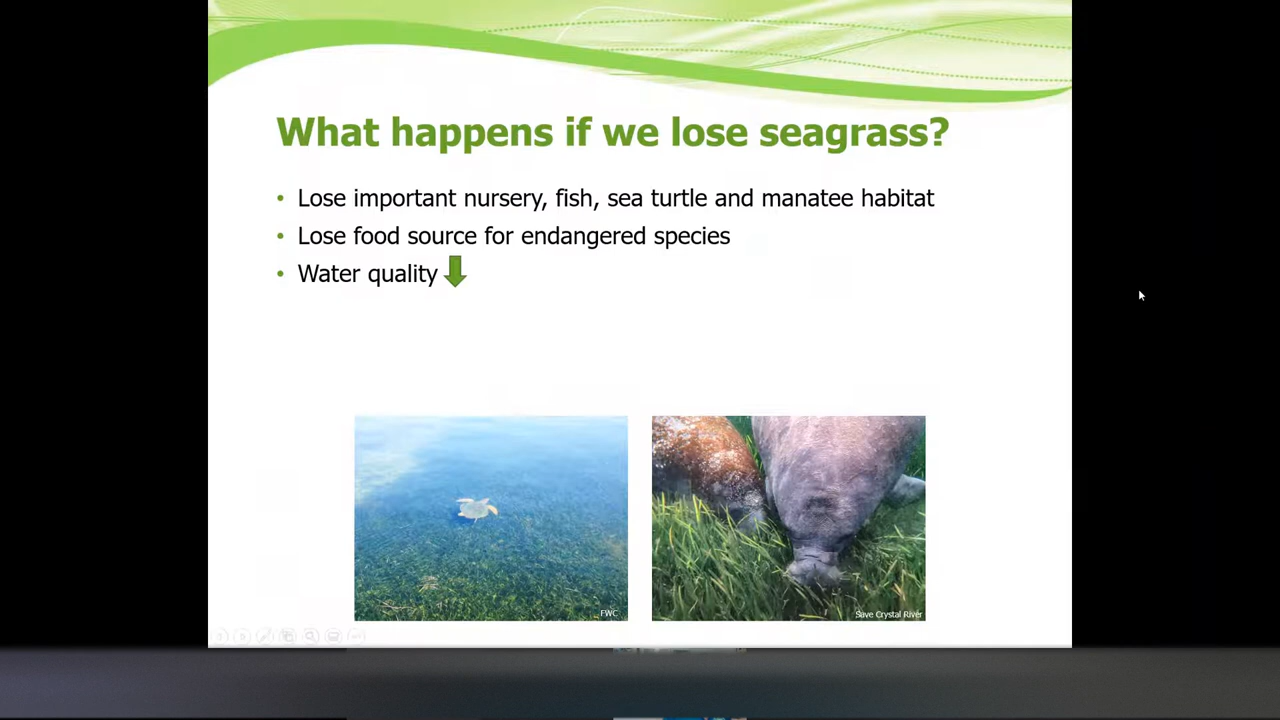 What happens if we lose seagrass?
• Lose important nursery, fish, sea turtle and manatee habitat
• Lose food source for endangered species
• Water quality
FWC
Save Crystal River